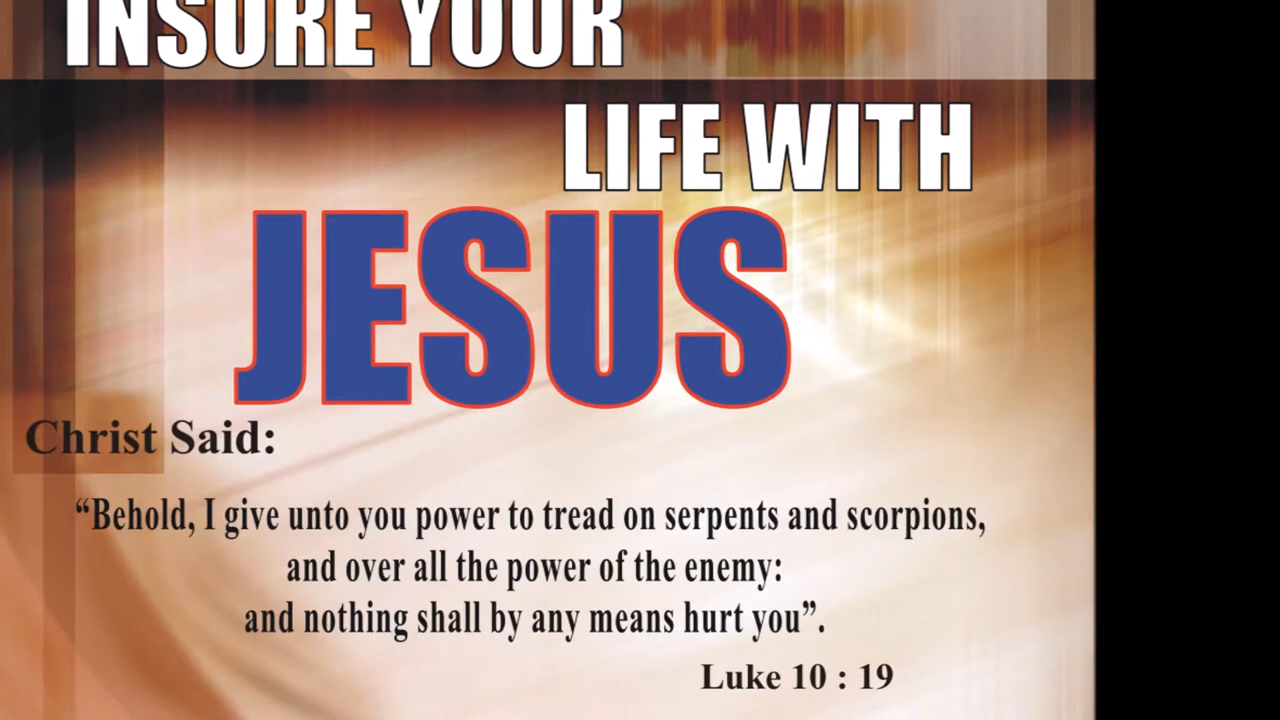 INSURE YOUR
LIFE WITH
JESUS
Christ Said:
“Behold, I give unto you power to tread on serpents and scorpions,
and over all the power of the enemy:
and nothing shall by any means hurt you”.
Luke 10 : 19